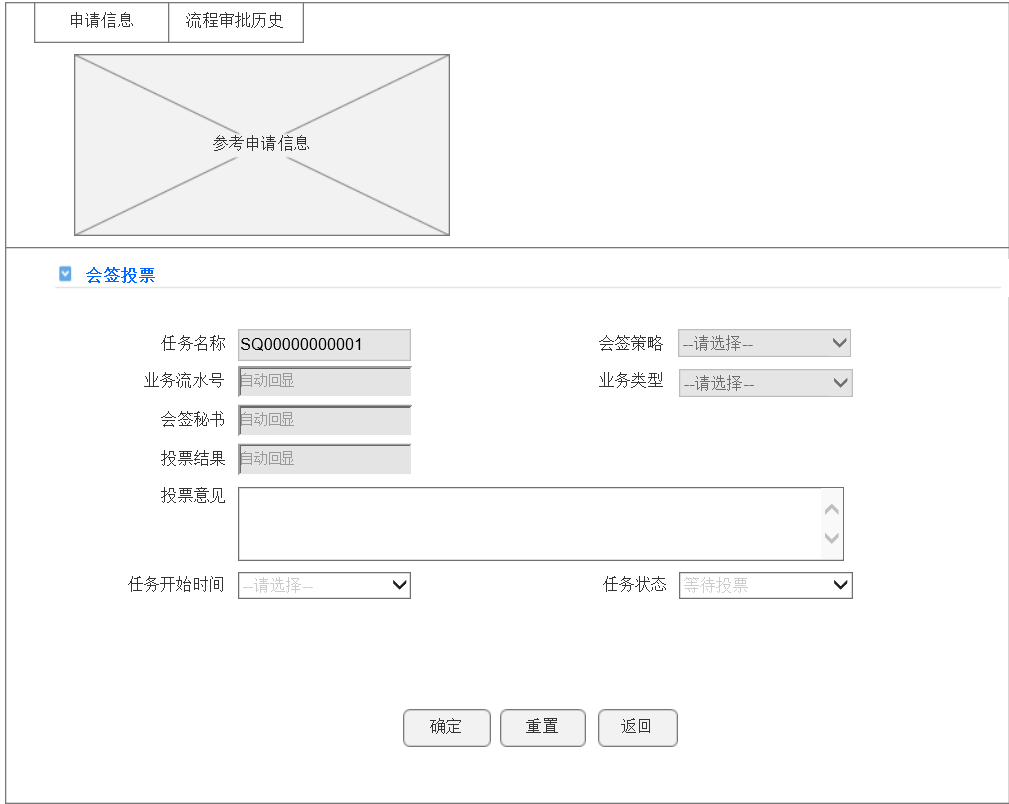 申请信息 流程审批历史
参考申请信息
会签投票
任务名称 SQ00000000001 会签策略 --请选择--
业务流水号 自动回显 业务类型 --请选择--
会签秘书 自动回显
投票结果 自动回显
投票意见
任务开始时间 --请选择-- 任务状态 等待投票
确定 重置 返回